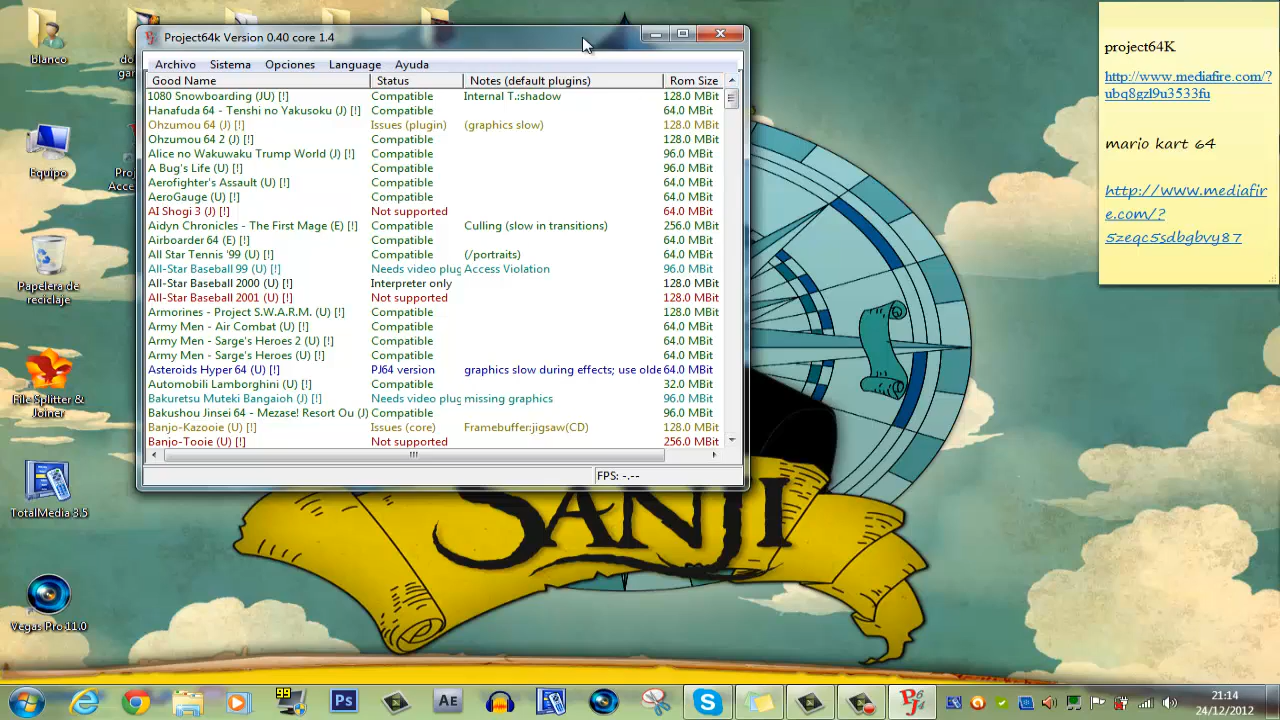 Project64k Version 0.40 core 1.4
Archivo Sistema Opciones Language Ayuda
Good Name Status Notes (default plugins) Rom Size
1080 Snowboarding (JU) [!] Compatible Internal T.:shadow 128.0 MBit
Hanafuda 64 - Tenshi no Yakusoku (J) [!] Compatible 64.0 MBit
Ohzumou 64 (J) [!] Issues (plugin) (graphics slow) 128.0 MBit
Ohzumou 64 2 (J) [!] Compatible 128.0 MBit
Alice no Wakuwaku Trump World (J) [!] Compatible 96.0 MBit
A Bug's Life (U) [!] Compatible 96.0 MBit
Aerofighter's Assault (U) [!] Compatible 64.0 MBit
AeroGauge (U) [!] Compatible 64.0 MBit
AI Shogi 3 (J) [!] Not supported 64.0 MBit
Aidyn Chronicles - The First Mage (E) [!] Compatible Culling (slow in transitions) 256.0 MBit
Airboarder 64 (E) [!] Compatible 64.0 MBit
All Star Tennis '99 (U) [!] Compatible (/portraits) 64.0 MBit
All-Star Baseball 99 (U) [!] Needs video plug Access Violation 96.0 MBit
All-Star Baseball 2000 (U) [!] Interpreter only 128.0 MBit
All-Star Baseball 2001 (U) [!] Not supported 128.0 MBit
Armorines - Project S.W.A.R.M. (U) [!] Compatible 128.0 MBit
Army Men - Air Combat (U) [!] Compatible 64.0 MBit
Army Men - Sarge's Heroes 2 (U) [!] Compatible 64.0 MBit
Army Men - Sarge's Heroes (U) [!] Compatible 64.0 MBit
Asteroids Hyper 64 (U) [!] PJ64 version graphics slow during effects; use olde 64.0 MBit
Automobili Lamborghini (U) [!] Compatible 32.0 MBit
Bakuretsu Muteki Bangaioh (J) [!] Needs video plug missing graphics 96.0 MBit
Bakushou Jinsei 64 - Mezase! Resort Ou (J) Compatible 96.0 MBit
Banjo-Kazooie (U) [!] Issues (core) Framebuffer:jigsaw(CD) 128.0 MBit
Banjo-Tooie (U) [!] Not supported 256.0 MBit
FPS: -.--
project64K
http://www.mediafire.com/?
ubq8gzl9u3533fu
mario kart 64
http://www.mediafir
e.com/?
5zeqc5sdbgbvy87
Blanco
Equipo
Papelera de
reciclaje
File Splitter &
Joiner
TotalMedia 3.5
Vegas Pro 11.0
SANJI
99
Ps
AE
21:14
24/12/2012